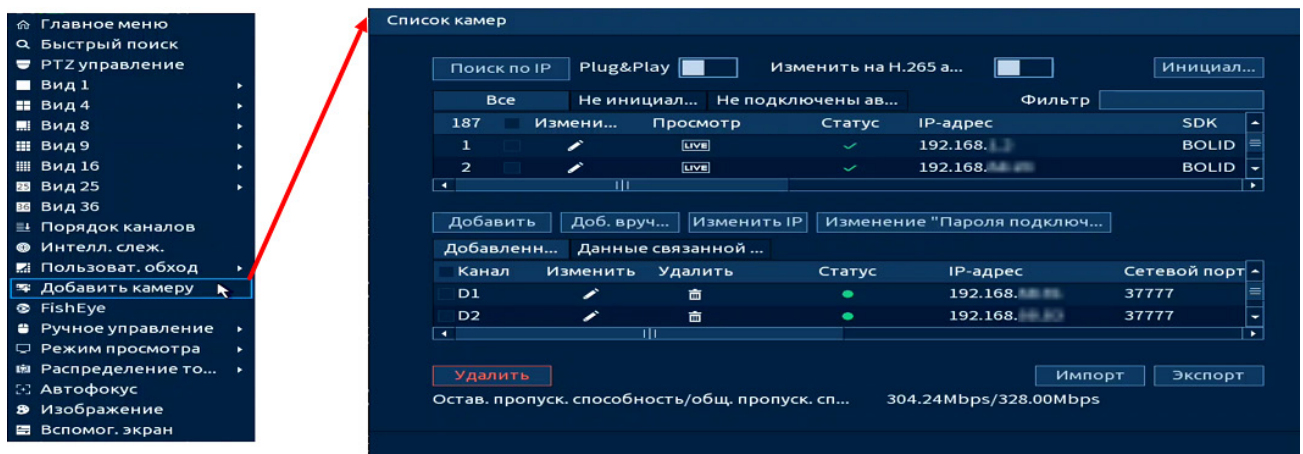 Главное меню
Быстрый поиск
PTZ управление
Вид 1
Вид 4
Вид 8
Вид 9
Вид 16
25 Вид 25
36 Вид 36
Порядок каналов
Интелл. слеж.
Пользоват. обход
Добавить камеру
FishEye
Ручное управление
Режим просмотра
Распределение то...
Автофокус
Изображение
Вспомог. экран
Список камер
Поиск по IP Plug&Play Изменить на H.265 а... Инициал...
Все Не инициал... Не подключены ав... Фильтр
187 Измени... Просмотр Статус IP-адрес SDK
1 LIVE 192.168. BOLID
2 LIVE 192.168. BOLID
Добавить Доб. вруч... Изменить IP Изменение "Пароля подключ...
Добавленн... Данные связанной ...
Канал Изменить Удалить Статус IP-адрес Сетевой порт
D1 192.168. 37777
D2 192.168. 37777
Удалить Импорт Экспорт
Остав. пропуск. способность/общ. пропуск. сп... 304.24Mbps/328.00Mbps